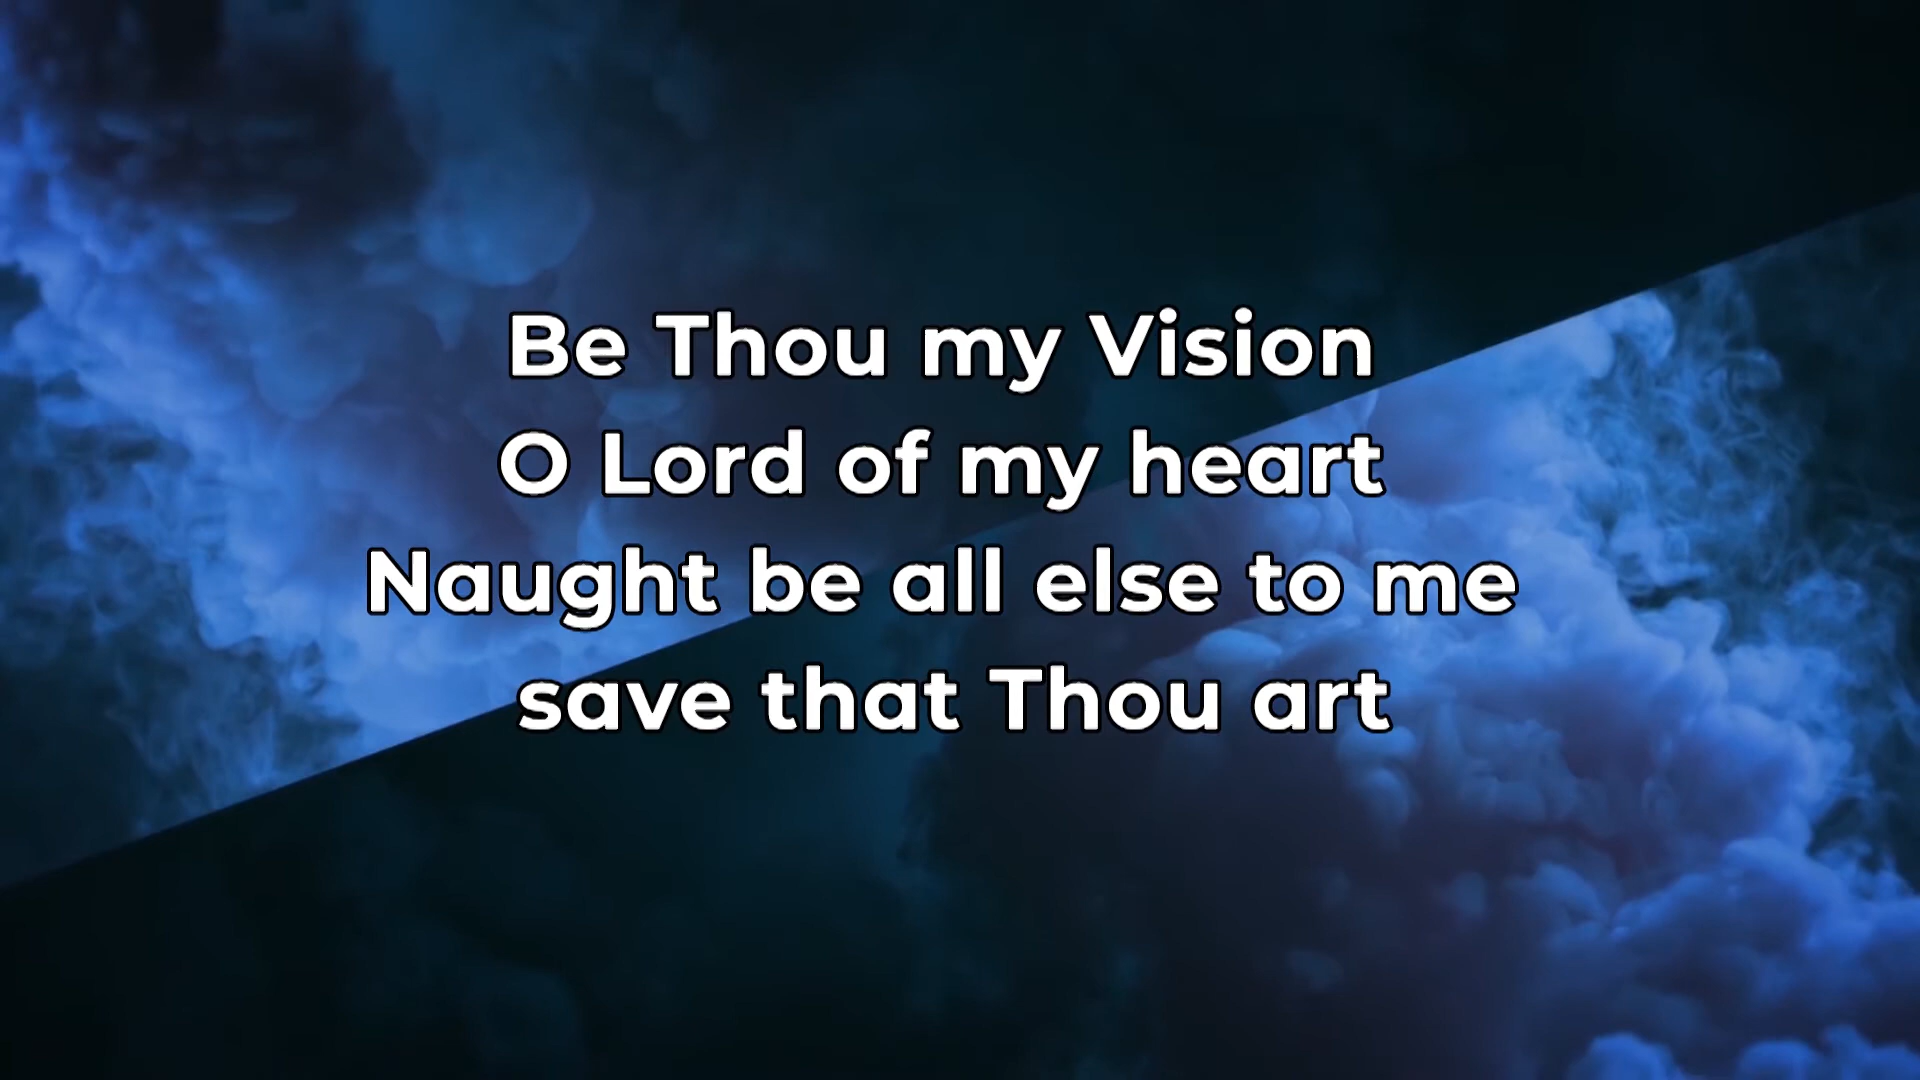 Be Thou my Vision
O Lord of my heart
Naught be all else to me
save that Thou art